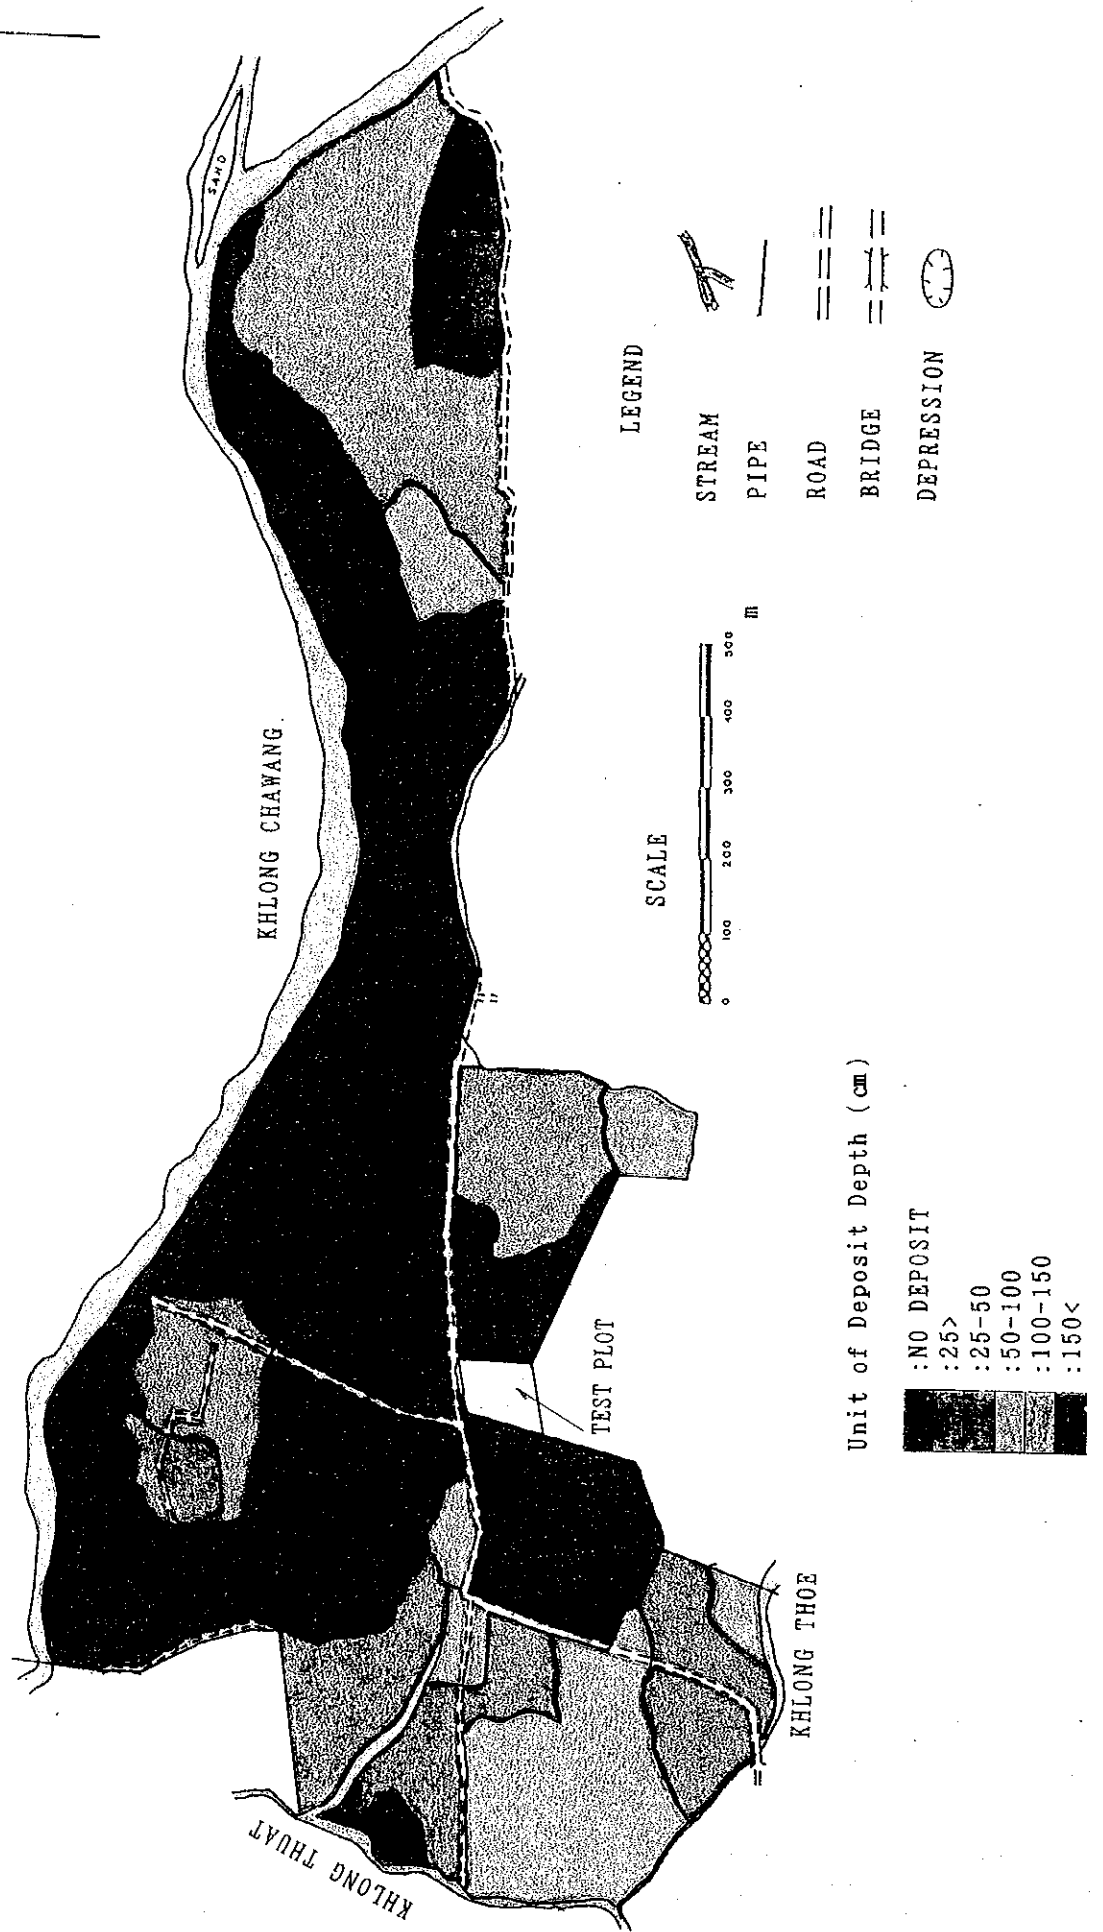 SAND
KHLONG CHAWANG
KHLONG THUAT
KHLONG THOE
TEST PLOT
SCALE
0 100 200 300 400 500 m
LEGEND
STREAM
PIPE
ROAD
BRIDGE
DEPRESSION
Unit of Deposit Depth (cm)
:NO DEPOSIT
:25>
:25-50
:50-100
:100-150
:150<